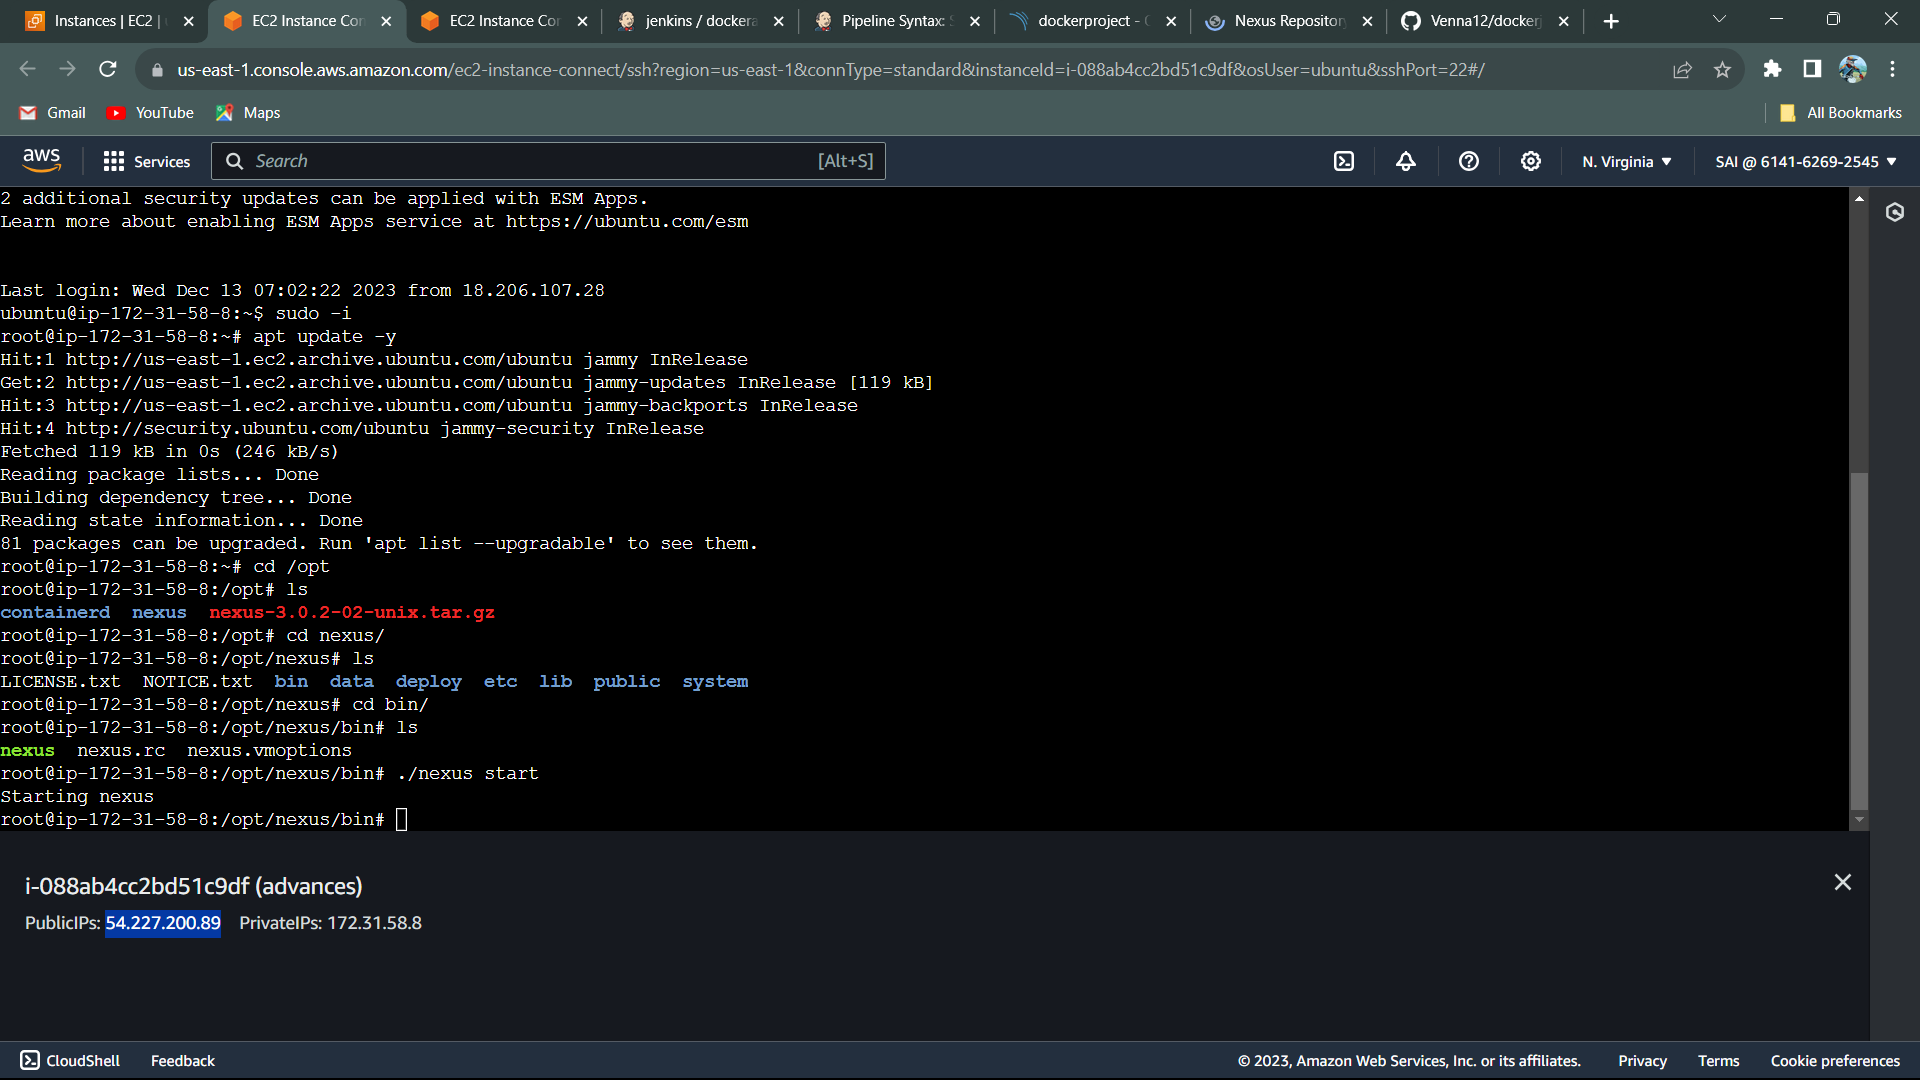 Instances | EC2 |
EC2 Instance Con
EC2 Instance Con
jenkins / dockera
Pipeline Syntax: S
dockerproject -
Nexus Repository
Venna12/dockerj
us-east-1.console.aws.amazon.com/ec2-instance-connect/ssh?region=us-east-1&connType=standard&instanceId=i-088ab4cc2bd51c9df&osUser=ubuntu&sshPort=22#/
Gmail YouTube Maps All Bookmarks
aws Services Search [Alt+S] N. Virginia SAI @ 6141-6269-2545
2 additional security updates can be applied with ESM Apps.
Learn more about enabling ESM Apps service at https://ubuntu.com/esm
Last login: Wed Dec 13 07:02:22 2023 from 18.206.107.28
ubuntu@ip-172-31-58-8:~$ sudo -i
root@ip-172-31-58-8:~# apt update -y
Hit:1 http://us-east-1.ec2.archive.ubuntu.com/ubuntu jammy InRelease
Get:2 http://us-east-1.ec2.archive.ubuntu.com/ubuntu jammy-updates InRelease [119 kB]
Hit:3 http://us-east-1.ec2.archive.ubuntu.com/ubuntu jammy-backports InRelease
Hit:4 http://security.ubuntu.com/ubuntu jammy-security InRelease
Fetched 119 kB in 0s (246 kB/s)
Reading package lists... Done
Building dependency tree... Done
Reading state information... Done
81 packages can be upgraded. Run 'apt list --upgradable' to see them.
root@ip-172-31-58-8:~# cd /opt
root@ip-172-31-58-8:/opt# ls
containerd nexus nexus-3.0.2-02-unix.tar.gz
root@ip-172-31-58-8:/opt# cd nexus/
root@ip-172-31-58-8:/opt/nexus# ls
LICENSE.txt NOTICE.txt bin data deploy etc lib public system
root@ip-172-31-58-8:/opt/nexus# cd bin/
root@ip-172-31-58-8:/opt/nexus/bin# ls
nexus nexus.rc nexus.vmoptions
root@ip-172-31-58-8:/opt/nexus/bin# ./nexus start
Starting nexus
root@ip-172-31-58-8:/opt/nexus/bin#
i-088ab4cc2bd51c9df (advances)
PublicIPs: 54.227.200.89 PrivateIPs: 172.31.58.8
CloudShell Feedback © 2023, Amazon Web Services, Inc. or its affiliates. Privacy Terms Cookie preferences